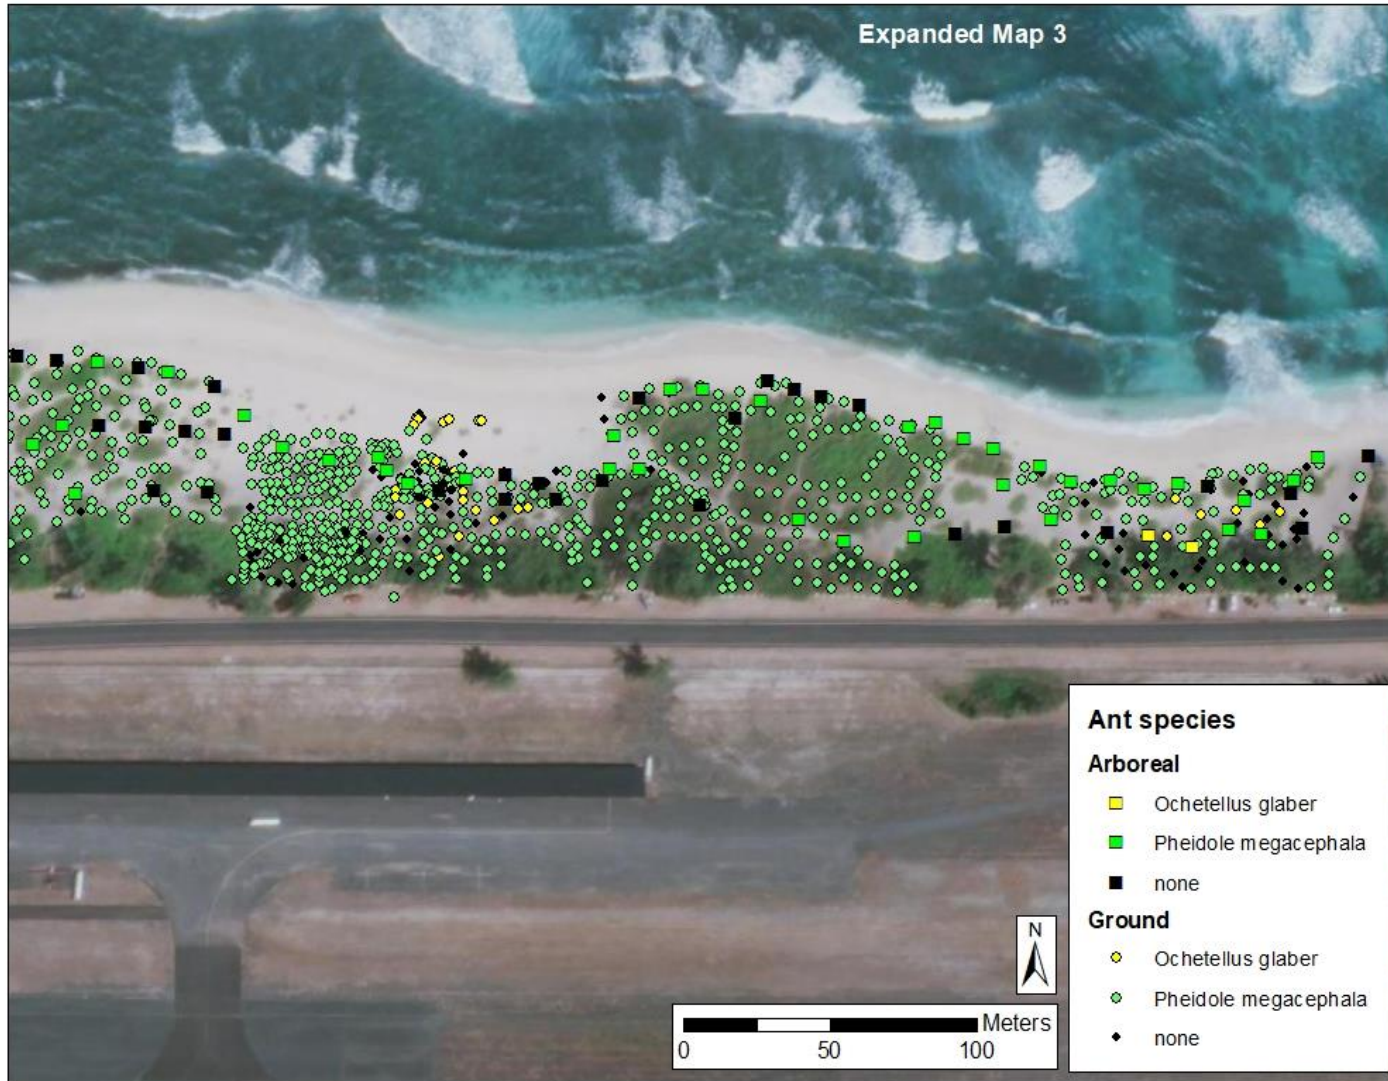 Expanded Map 3
Ant species
Arboreal
Ochetellus glaber
Pheidole megacephala
none
Ground
Ochetellus glaber
Pheidole megacephala
none
N
Meters
0 50 100